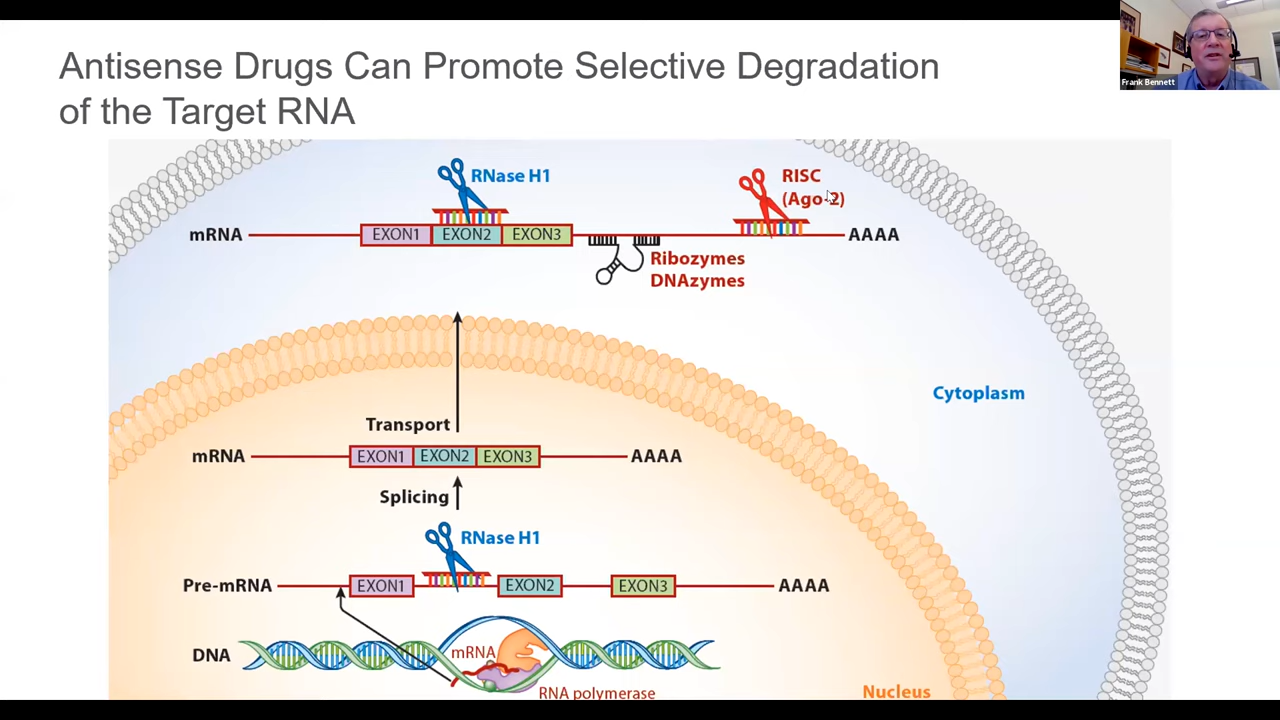 Antisense Drugs Can Promote Selective Degradation
of the Target RNA
Frank Bennett
RNase H1
RISC
(Ago-2)
mRNA
EXON1 EXON2 EXON3
AAAA
Ribozymes
DNAzymes
Cytoplasm
Transport
mRNA
EXON1 EXON2 EXON3
AAAA
Splicing
RNase H1
Pre-mRNA
EXON1
EXON2
EXON3
AAAA
DNA
mRNA
RNA polymerase
Nucleus